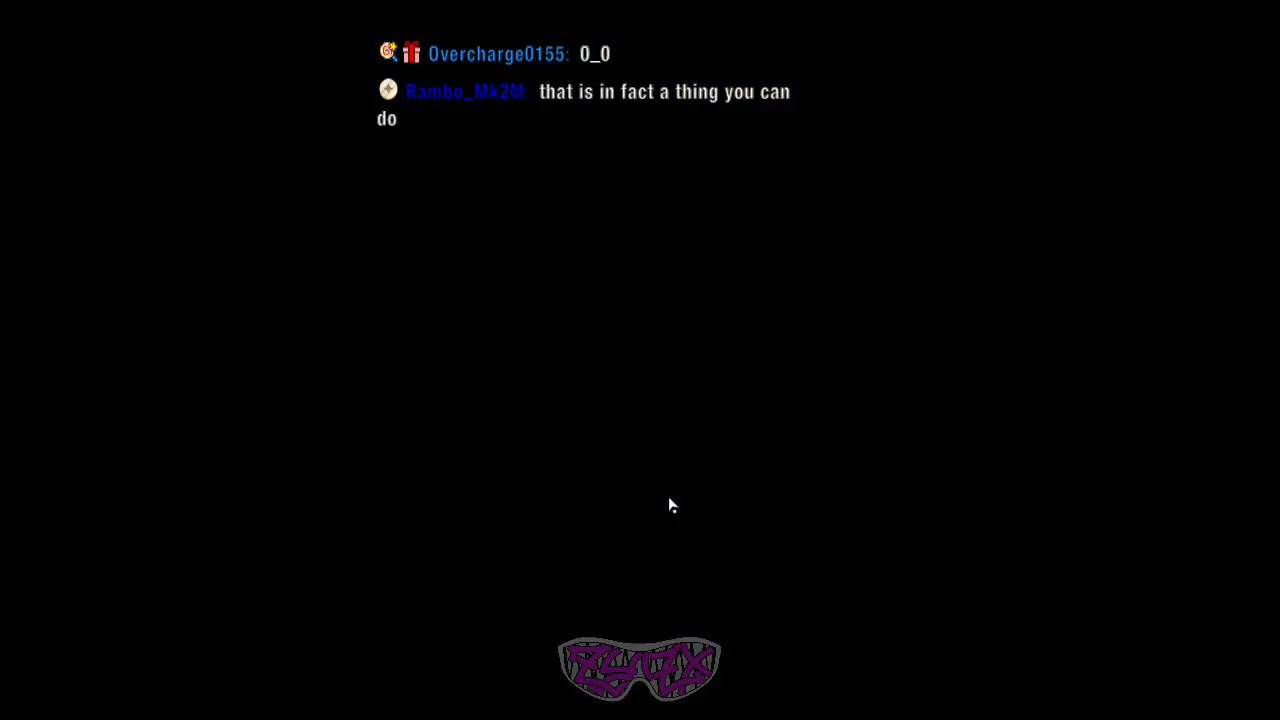 Overcharge0155: 0_0
Rambo_Mk2M: that is in fact a thing you can
do